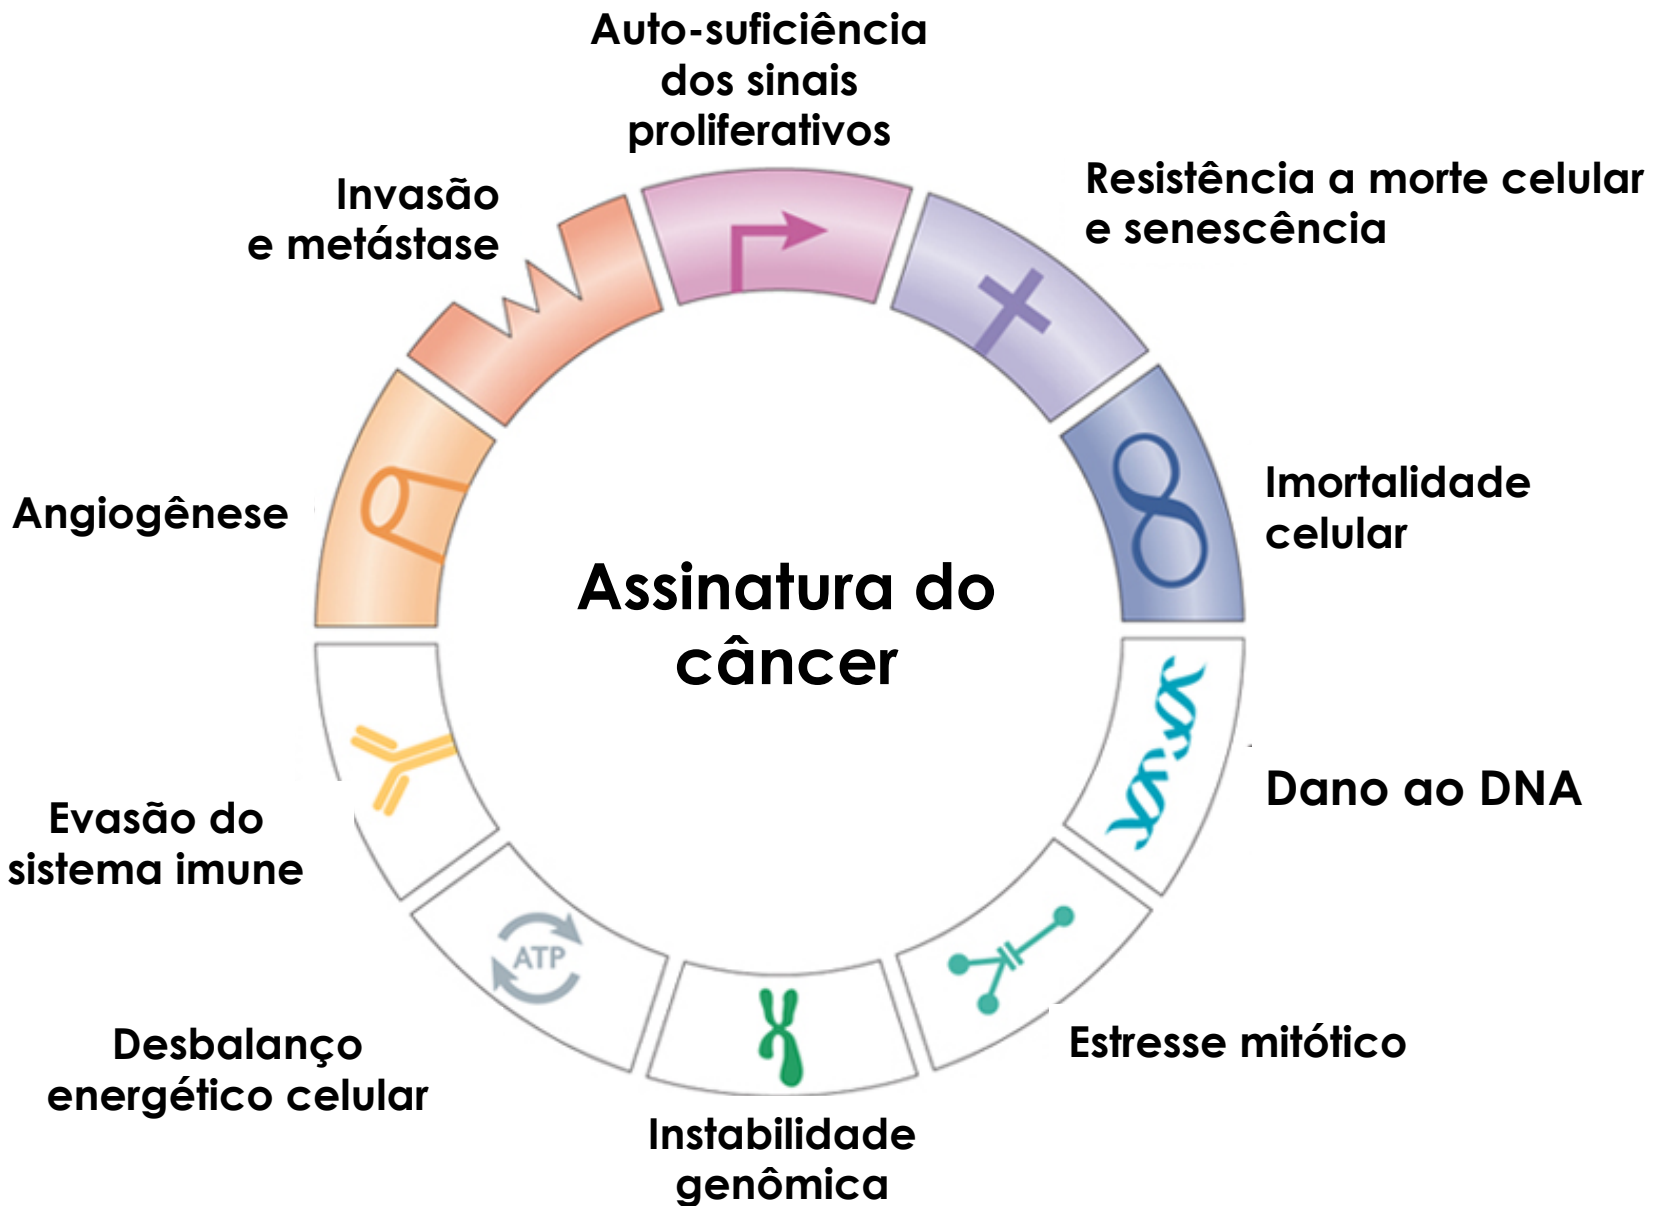 Auto-suficiência
dos sinais
proliferativos
Resistência a morte celular
e senescência
Invasão
e metástase
Imortalidade
celular
Angiogênese
Assinatura do
câncer
Dano ao DNA
Evasão do
sistema imune
ATP
Desbalanço
energético celular
Estresse mitótico
Instabilidade
genômica